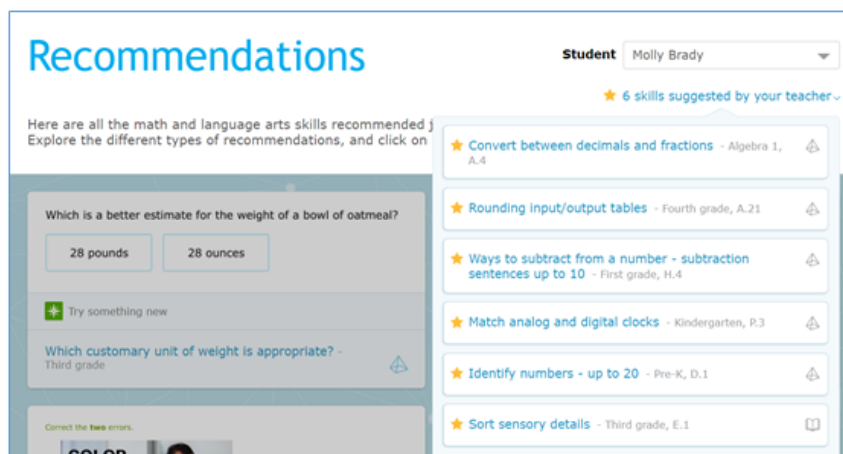 Recommendations
Student Molly Brady
6 skills suggested by your teacher
Here are all the math and language arts skills recommended j
Explore the different types of recommendations, and click on
Convert between decimals and fractions - Algebra 1,
A.4
Rounding input/output tables - Fourth grade, A.21
Ways to subtract from a number - subtraction
sentences up to 10 - First grade, H.4
Match analog and digital clocks - Kindergarten, P.3
Identify numbers - up to 20 - Pre-K, D.1
Sort sensory details - Third grade, E.1
Which is a better estimate for the weight of a bowl of oatmeal?
28 pounds 28 ounces
Try something new
Which customary unit of weight is appropriate? -
Third grade
Correct the two errors.
COLOR